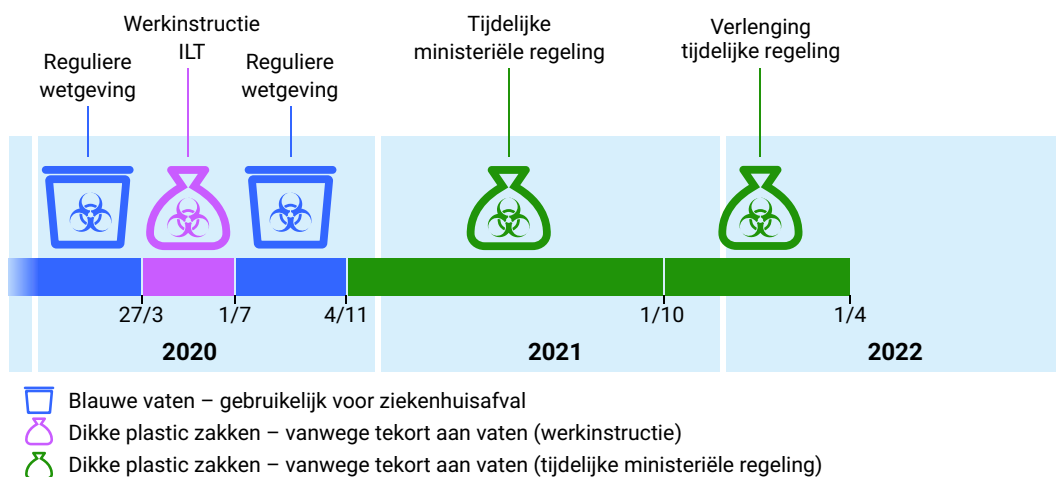 Werkinstructie
ILT
Reguliere
wetgeving
Reguliere
wetgeving
Tijdelijke
ministeriële regeling
Verlenging
tijdelijke regeling
27/3
1/7
4/11
1/10
1/4
2020
2021
2022
Blauwe vaten – gebruikelijk voor ziekenhuisafval
Dikke plastic zakken – vanwege tekort aan vaten (werkinstructie)
Dikke plastic zakken – vanwege tekort aan vaten (tijdelijke ministeriële regeling)